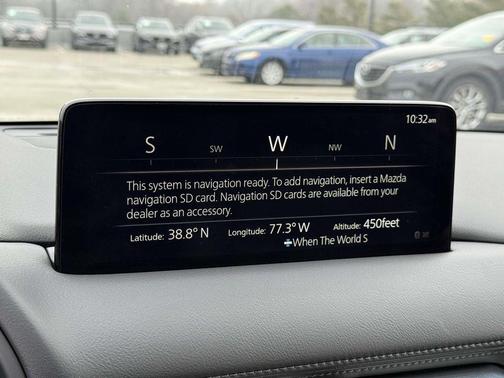 10:32am
S SW W NW N
This system is navigation ready. To add navigation, insert a Mazda
navigation SD card. Navigation SD cards are available from your
dealer as an accessory.
Latitude: 38.8° N Longitude: 77.3° W Altitude: 450feet
When The World S